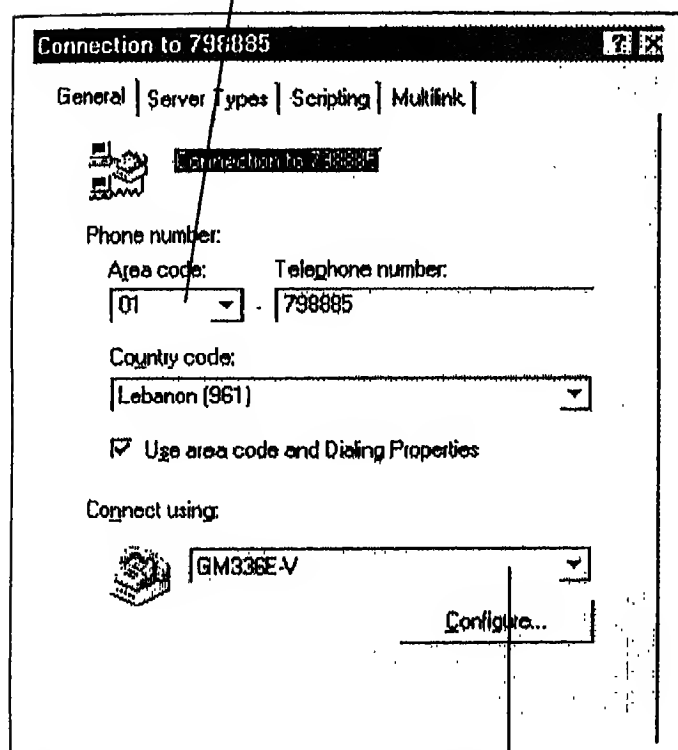 Connection to 798885
General Server Types Scripting Multilink
Connection to 798885
Phone number:
Area code: Telephone number:
01 - 798885
Country code:
Lebanon (961)
Use area code and Dialing Properties
Connect using:
GM336E-V
Configure...